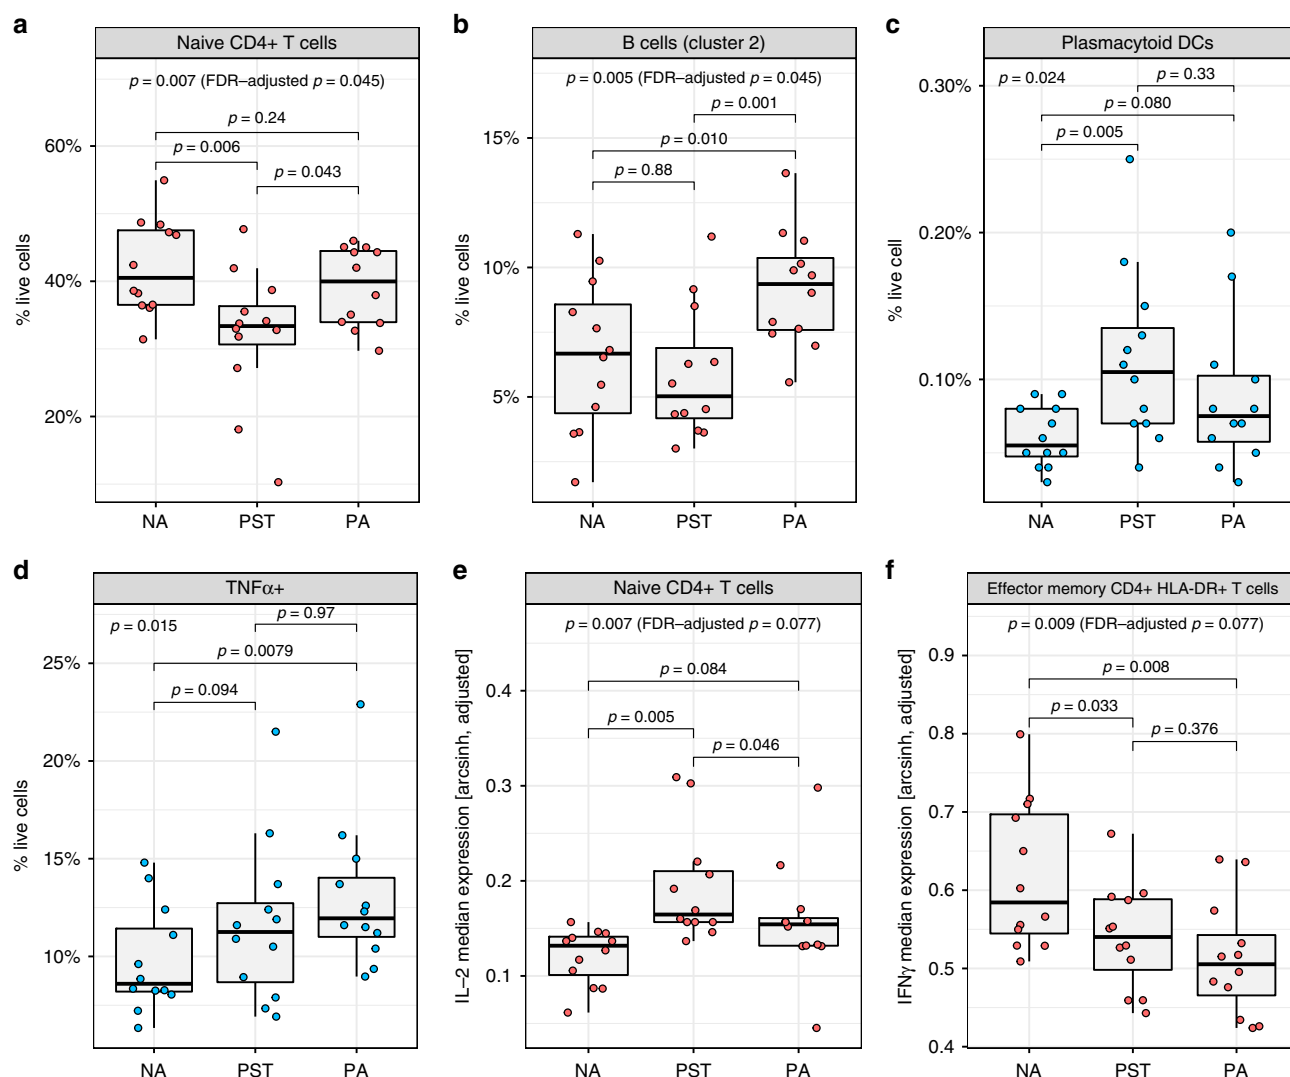 a
Naive CD4+ T cells
p = 0.007 (FDR–adjusted p = 0.045)
p = 0.24
p = 0.006
p = 0.043
60%
40%
20%
% live cells
NA PST PA
b
B cells (cluster 2)
p = 0.005 (FDR–adjusted p = 0.045)
p = 0.001
p = 0.010
p = 0.88
15%
10%
5%
% live cells
NA PST PA
c
Plasmacytoid DCs
p = 0.024
p = 0.33
p = 0.080
p = 0.005
0.30%
0.20%
0.10%
% live cell
NA PST PA
d
TNFα+
p = 0.015
p = 0.97
p = 0.0079
p = 0.094
25%
20%
15%
10%
% live cells
NA PST PA
e
Naive CD4+ T cells
p = 0.007 (FDR–adjusted p = 0.077)
p = 0.084
p = 0.005
p = 0.046
0.4
0.3
0.2
0.1
IL–2 median expression [arcsinh, adjusted]
NA PST PA
f
Effector memory CD4+ HLA-DR+ T cells
p = 0.009 (FDR–adjusted p = 0.077)
p = 0.008
p = 0.033
p = 0.376
0.9
0.8
0.7
0.6
0.5
0.4
IFNγ median expression [arcsinh, adjusted]
NA PST PA